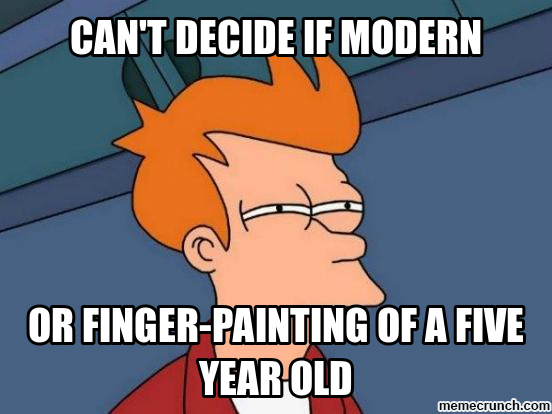 CAN'T DECIDE IF MODERN
OR FINGER-PAINTING OF A FIVE
YEAR OLD
memecrunch.com